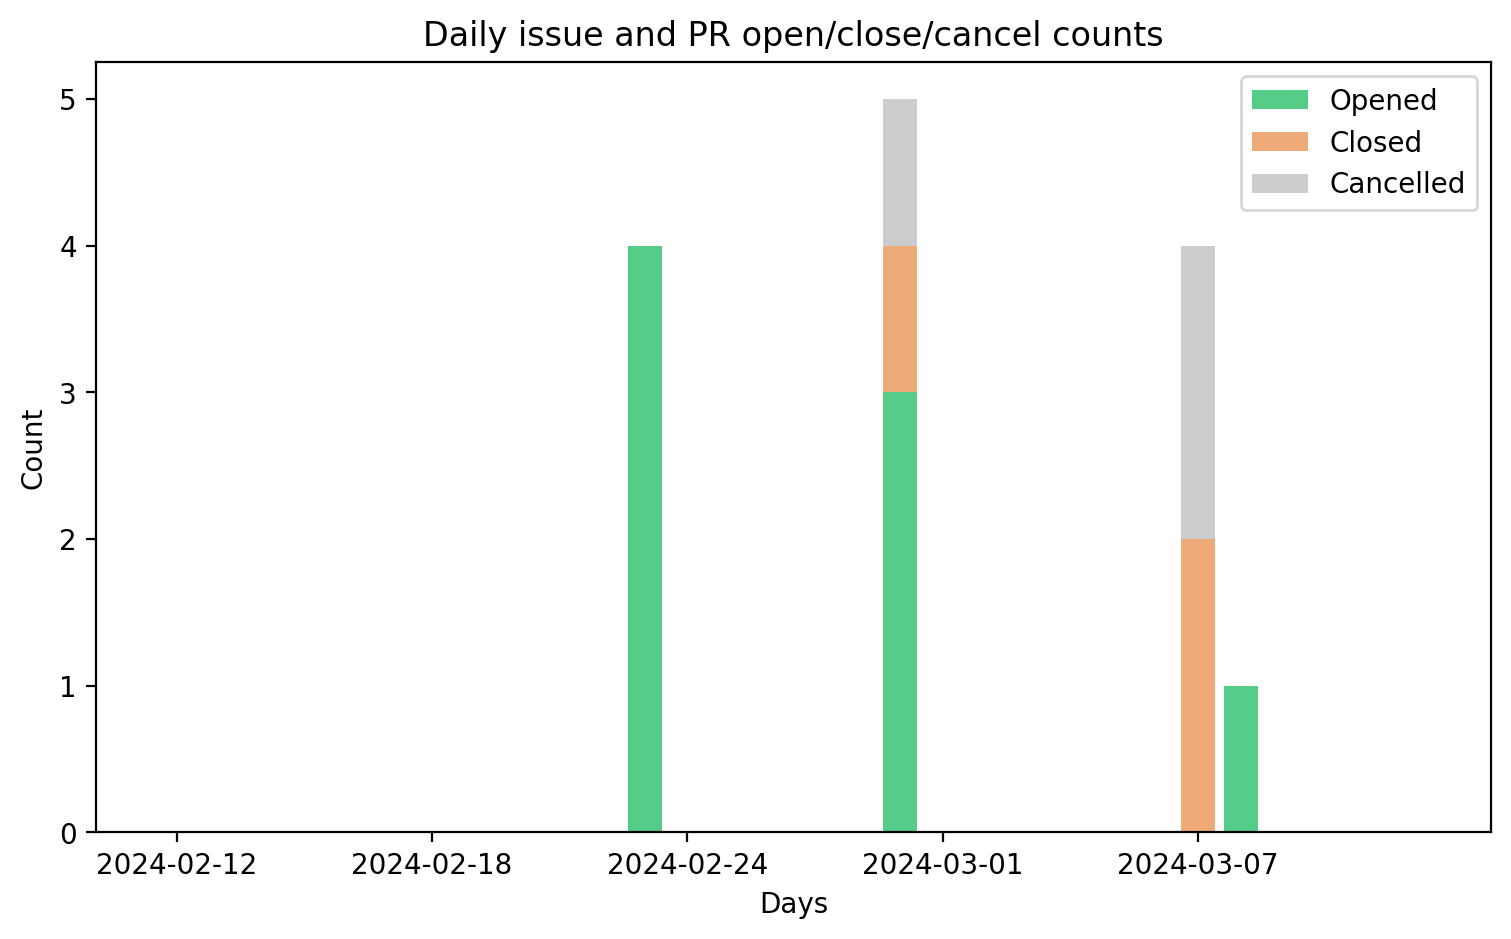 Daily issue and PR open/close/cancel counts
Opened
Closed
Cancelled
Count
5
4
3
2
1
0
2024-02-12 2024-02-18 2024-02-24 2024-03-01 2024-03-07
Days